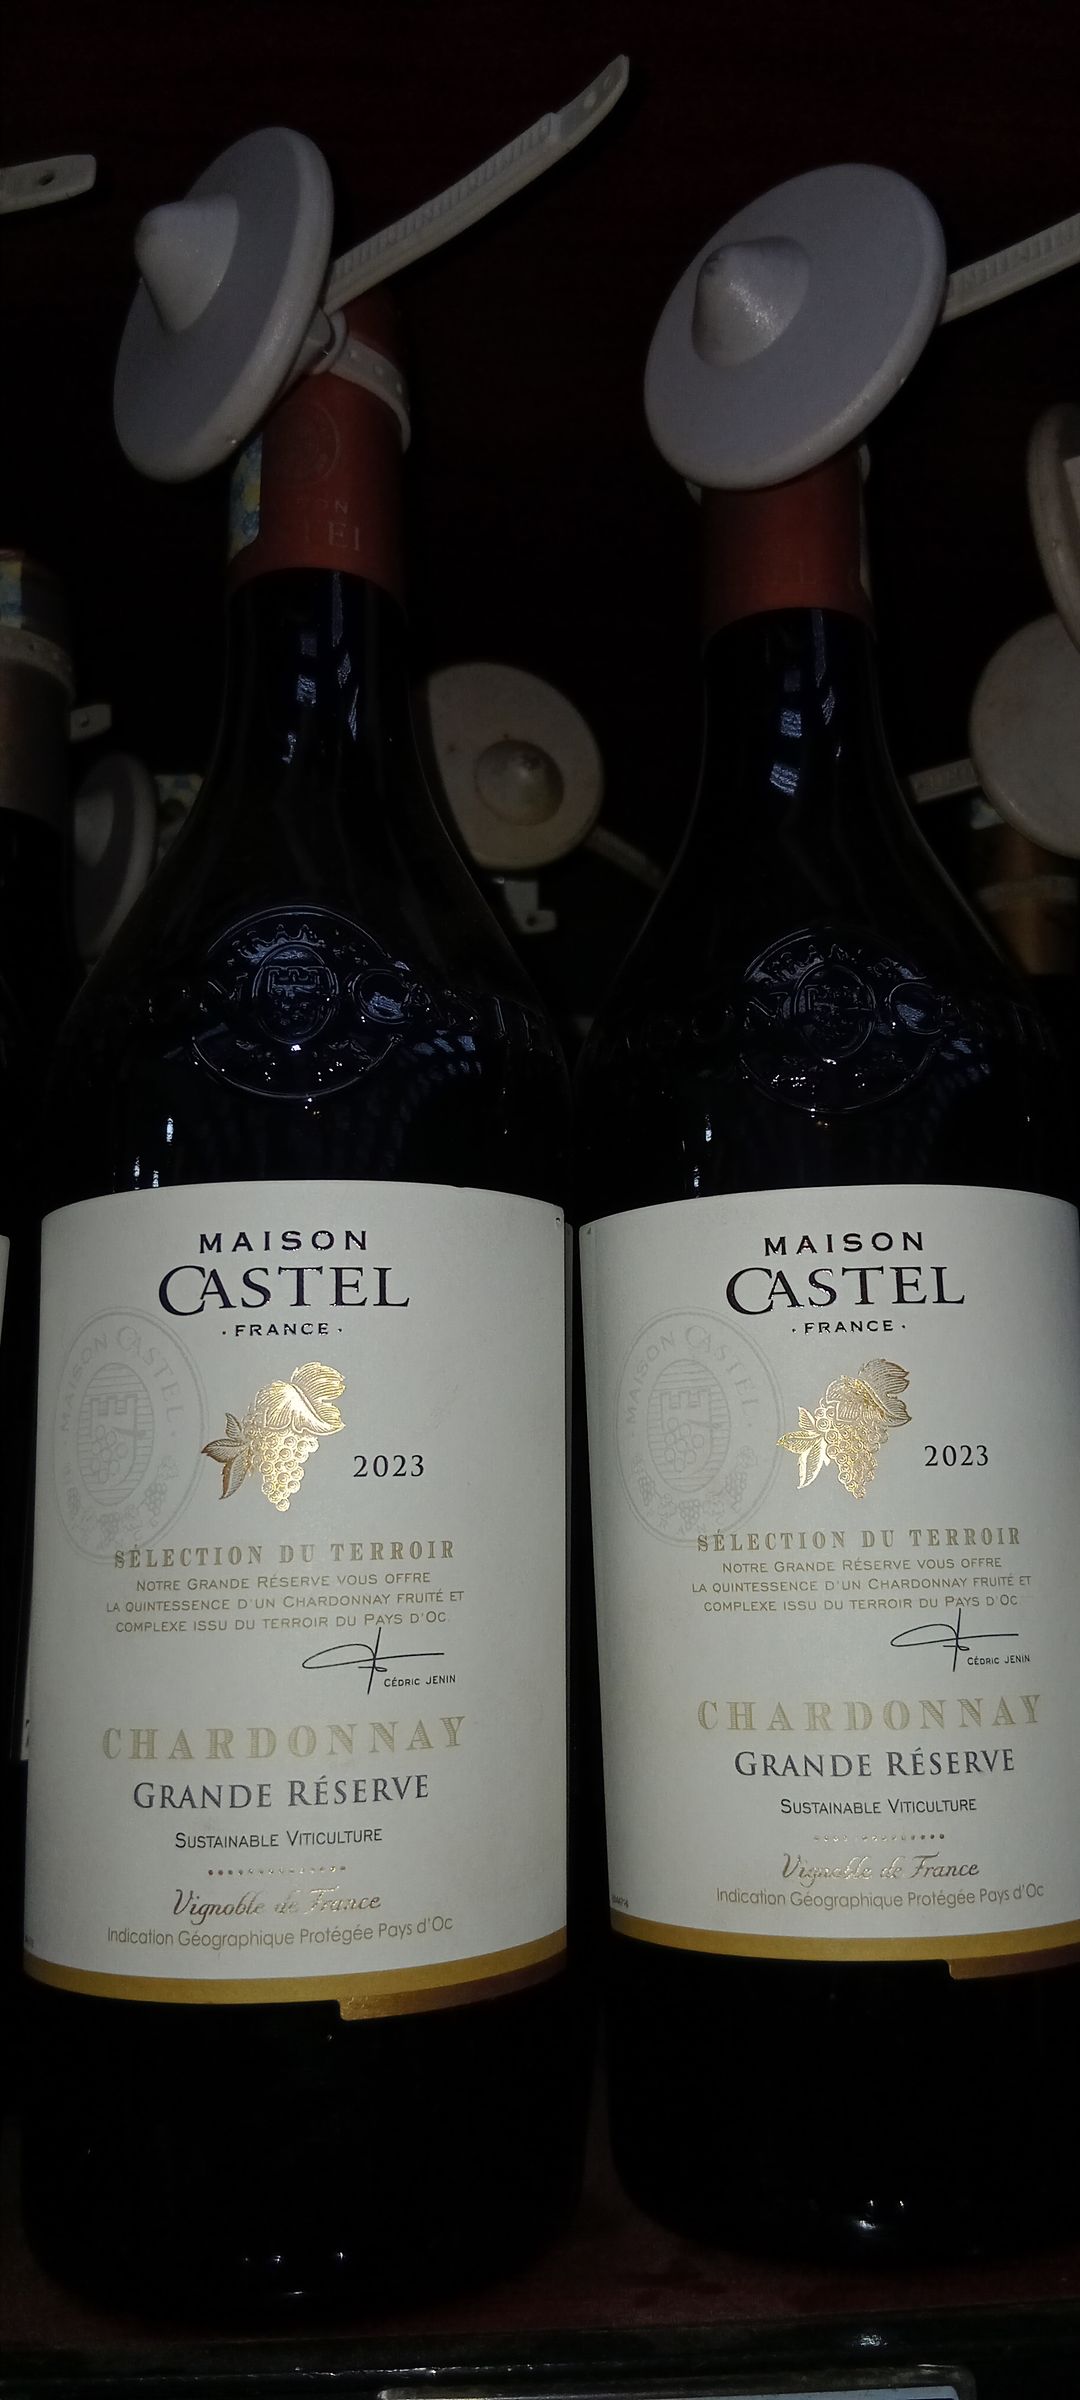 MAISON
CASTEL
· FRANCE ·
MAISON CASTEL
2023
SÉLECTION DU TERROIR
NOTRE GRANDE RÉSERVE VOUS OFFRE
LA QUINTESSENCE D'UN CHARDONNAY FRUITÉ ET
COMPLEXE ISSU DU TERROIR DU PAYS D'OC
CÉDRIC JENIN
CHARDONNAY
GRANDE RÉSERVE
SUSTAINABLE VITICULTURE
Vignoble de France
Indication Géographique Protégée Pays d'Oc
MAISON
CASTEL
· FRANCE ·
MAISON CASTEL
2023
SÉLECTION DU TERROIR
NOTRE GRANDE RÉSERVE VOUS OFFRE
LA QUINTESSENCE D'UN CHARDONNAY FRUITÉ ET
COMPLEXE ISSU DU TERROIR DU PAYS D'OC
CÉDRIC JENIN
CHARDONNAY
GRANDE RÉSERVE
SUSTAINABLE VITICULTURE
Vignoble de France
Indication Géographique Protégée Pays d'Oc